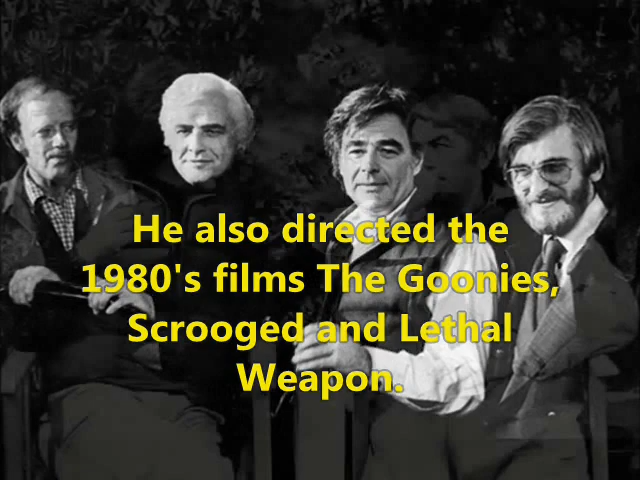 He also directed the
1980's films The Goonies,
Scrooged and Lethal
Weapon.